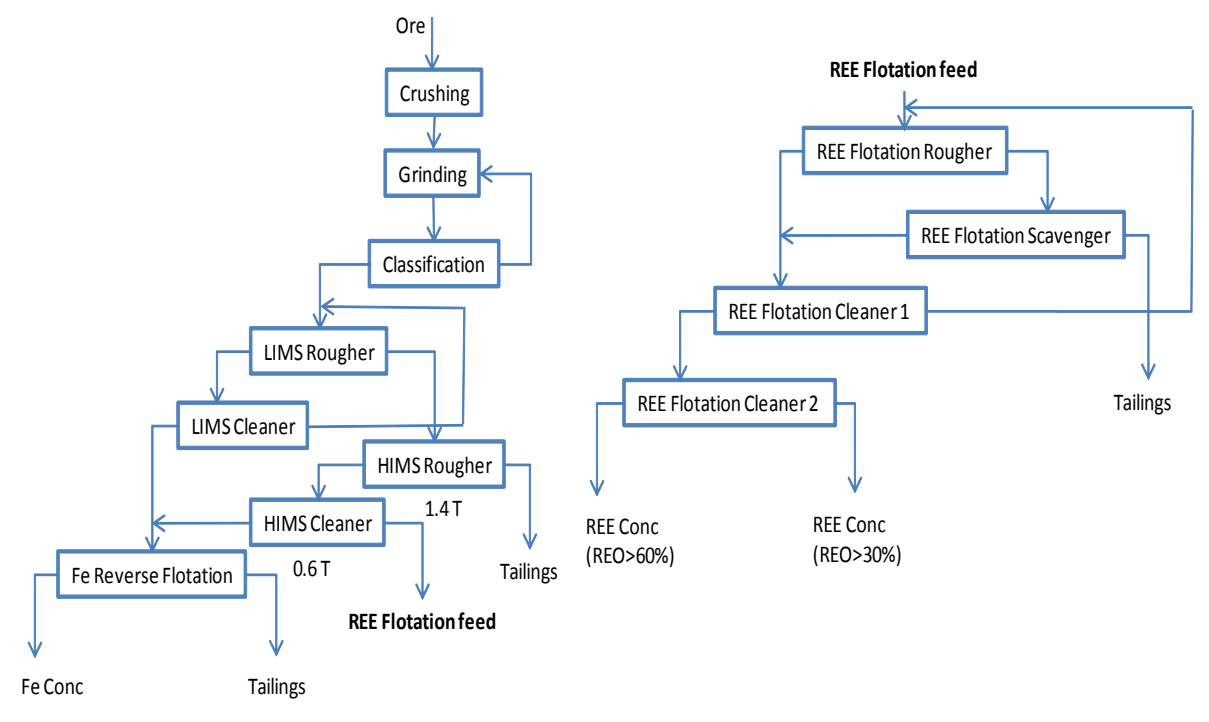 Ore
Crushing
Grinding
Classification
LIMS Rougher
LIMS Cleaner
HIMS Rougher
1.4 T
HIMS Cleaner
0.6 T
Tailings
Fe Reverse Flotation
REE Flotation feed
Fe Conc
Tailings
REE Flotation feed
REE Flotation Rougher
REE Flotation Scavenger
REE Flotation Cleaner 1
REE Flotation Cleaner 2
Tailings
REE Conc
(REO>60%)
REE Conc
(REO>30%)